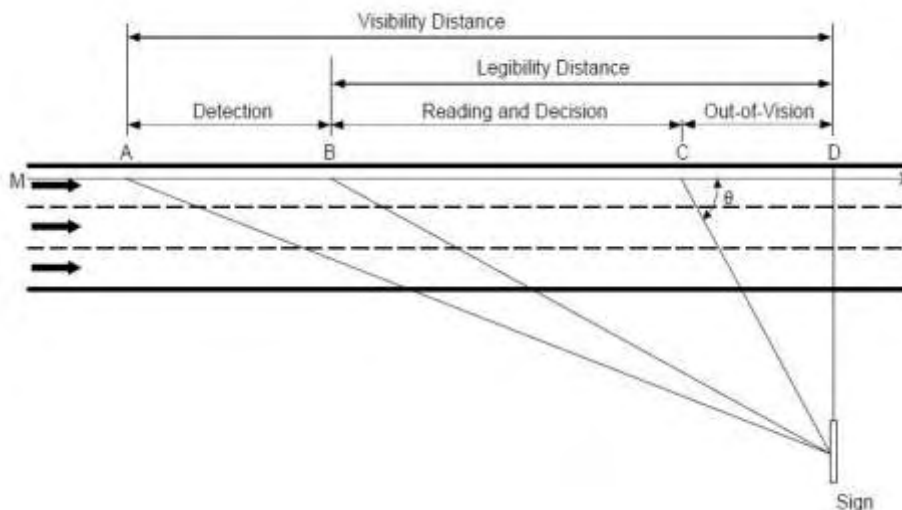 Visibility Distance
Legibility Distance
Detection Reading and Decision Out-of-Vision
A B C D
M
θ
Sign